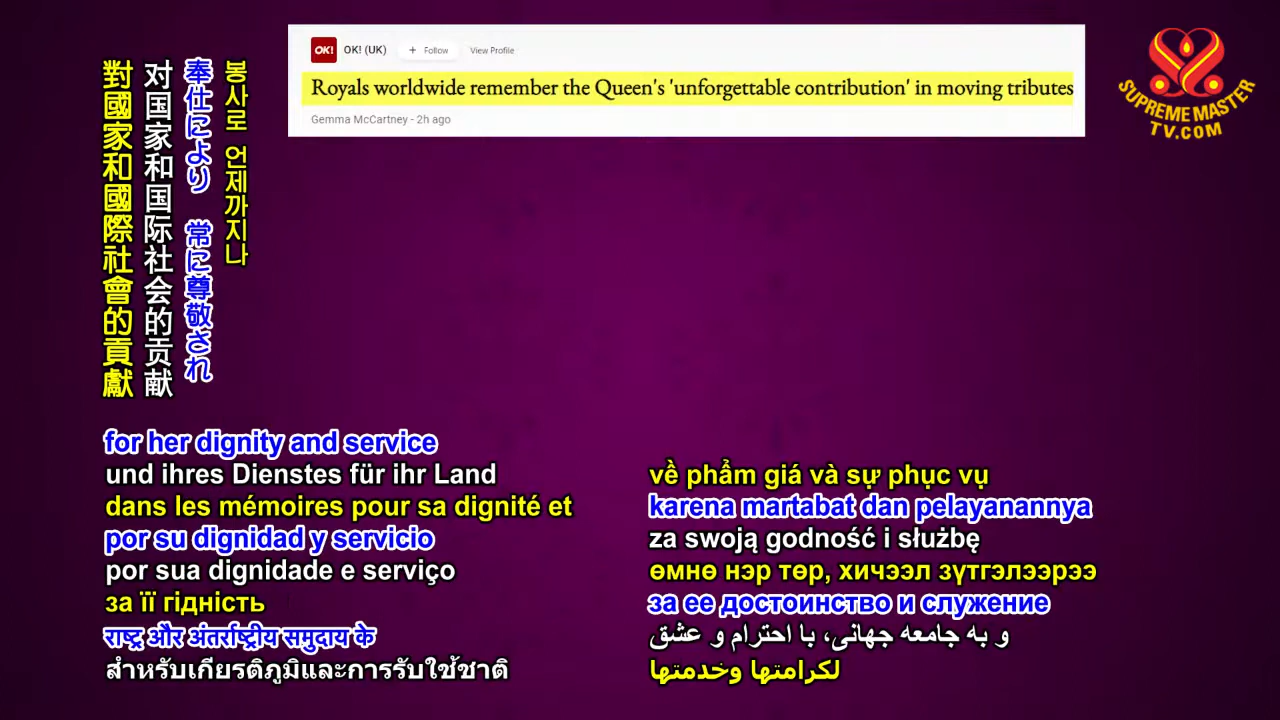 OK! OK! (UK) + Follow View Profile
Royals worldwide remember the Queen's 'unforgettable contribution' in moving tributes
Gemma McCartney - 2h ago
SUPREME MASTER
TV.COM
對國家和國際社會的貢獻
对国家和国际社会的贡献
奉仕により 常に尊敬され
봉사로 언제까지나
for her dignity and service
und ihres Dienstes für ihr Land
dans les mémoires pour sa dignité et
por su dignidad y servicio
por sua dignidade e serviço
за її гідність
राष्ट्र और अंतर्राष्ट्रीय समुदाय के
สำหรับเกียรติภูมิและการรับใช้ชาติ
về phẩm giá và sự phục vụ
karena martabat dan pelayanannya
za swoją godność i służbę
өмнө нэр төр, хичээл зүтгэлээрээ
за ее достоинство и служение
و به جامعه جهانی، با احترام و عشق
لكرامتها وخدمتها